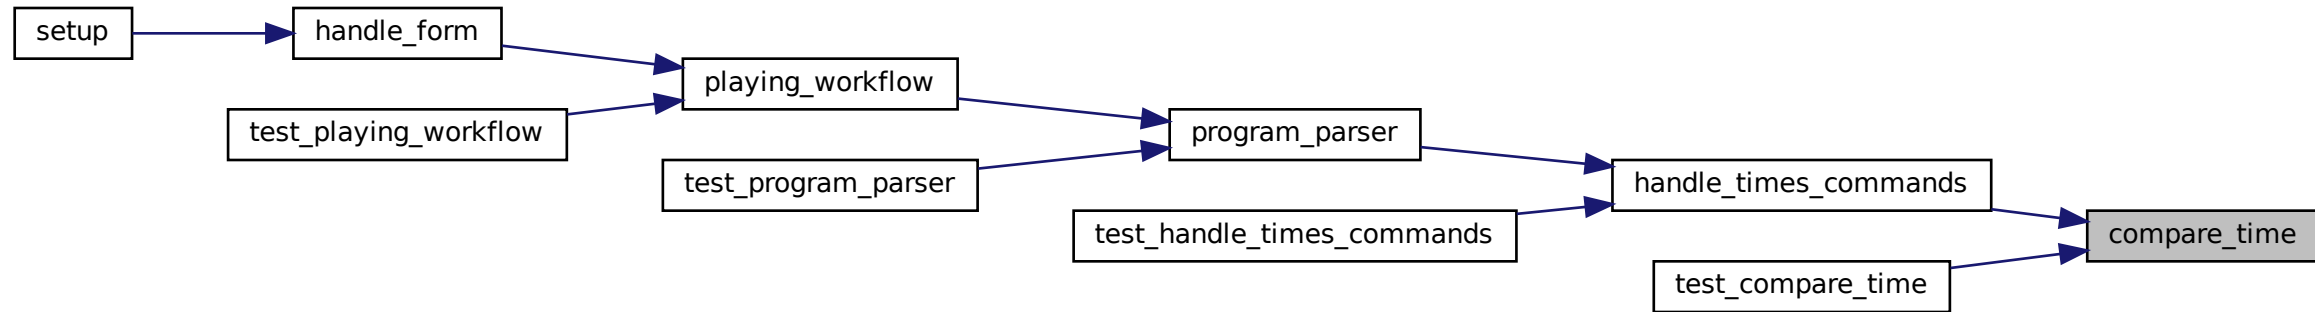 setup
handle_form
playing_workflow
test_playing_workflow
program_parser
test_program_parser
handle_times_commands
test_handle_times_commands
compare_time
test_compare_time